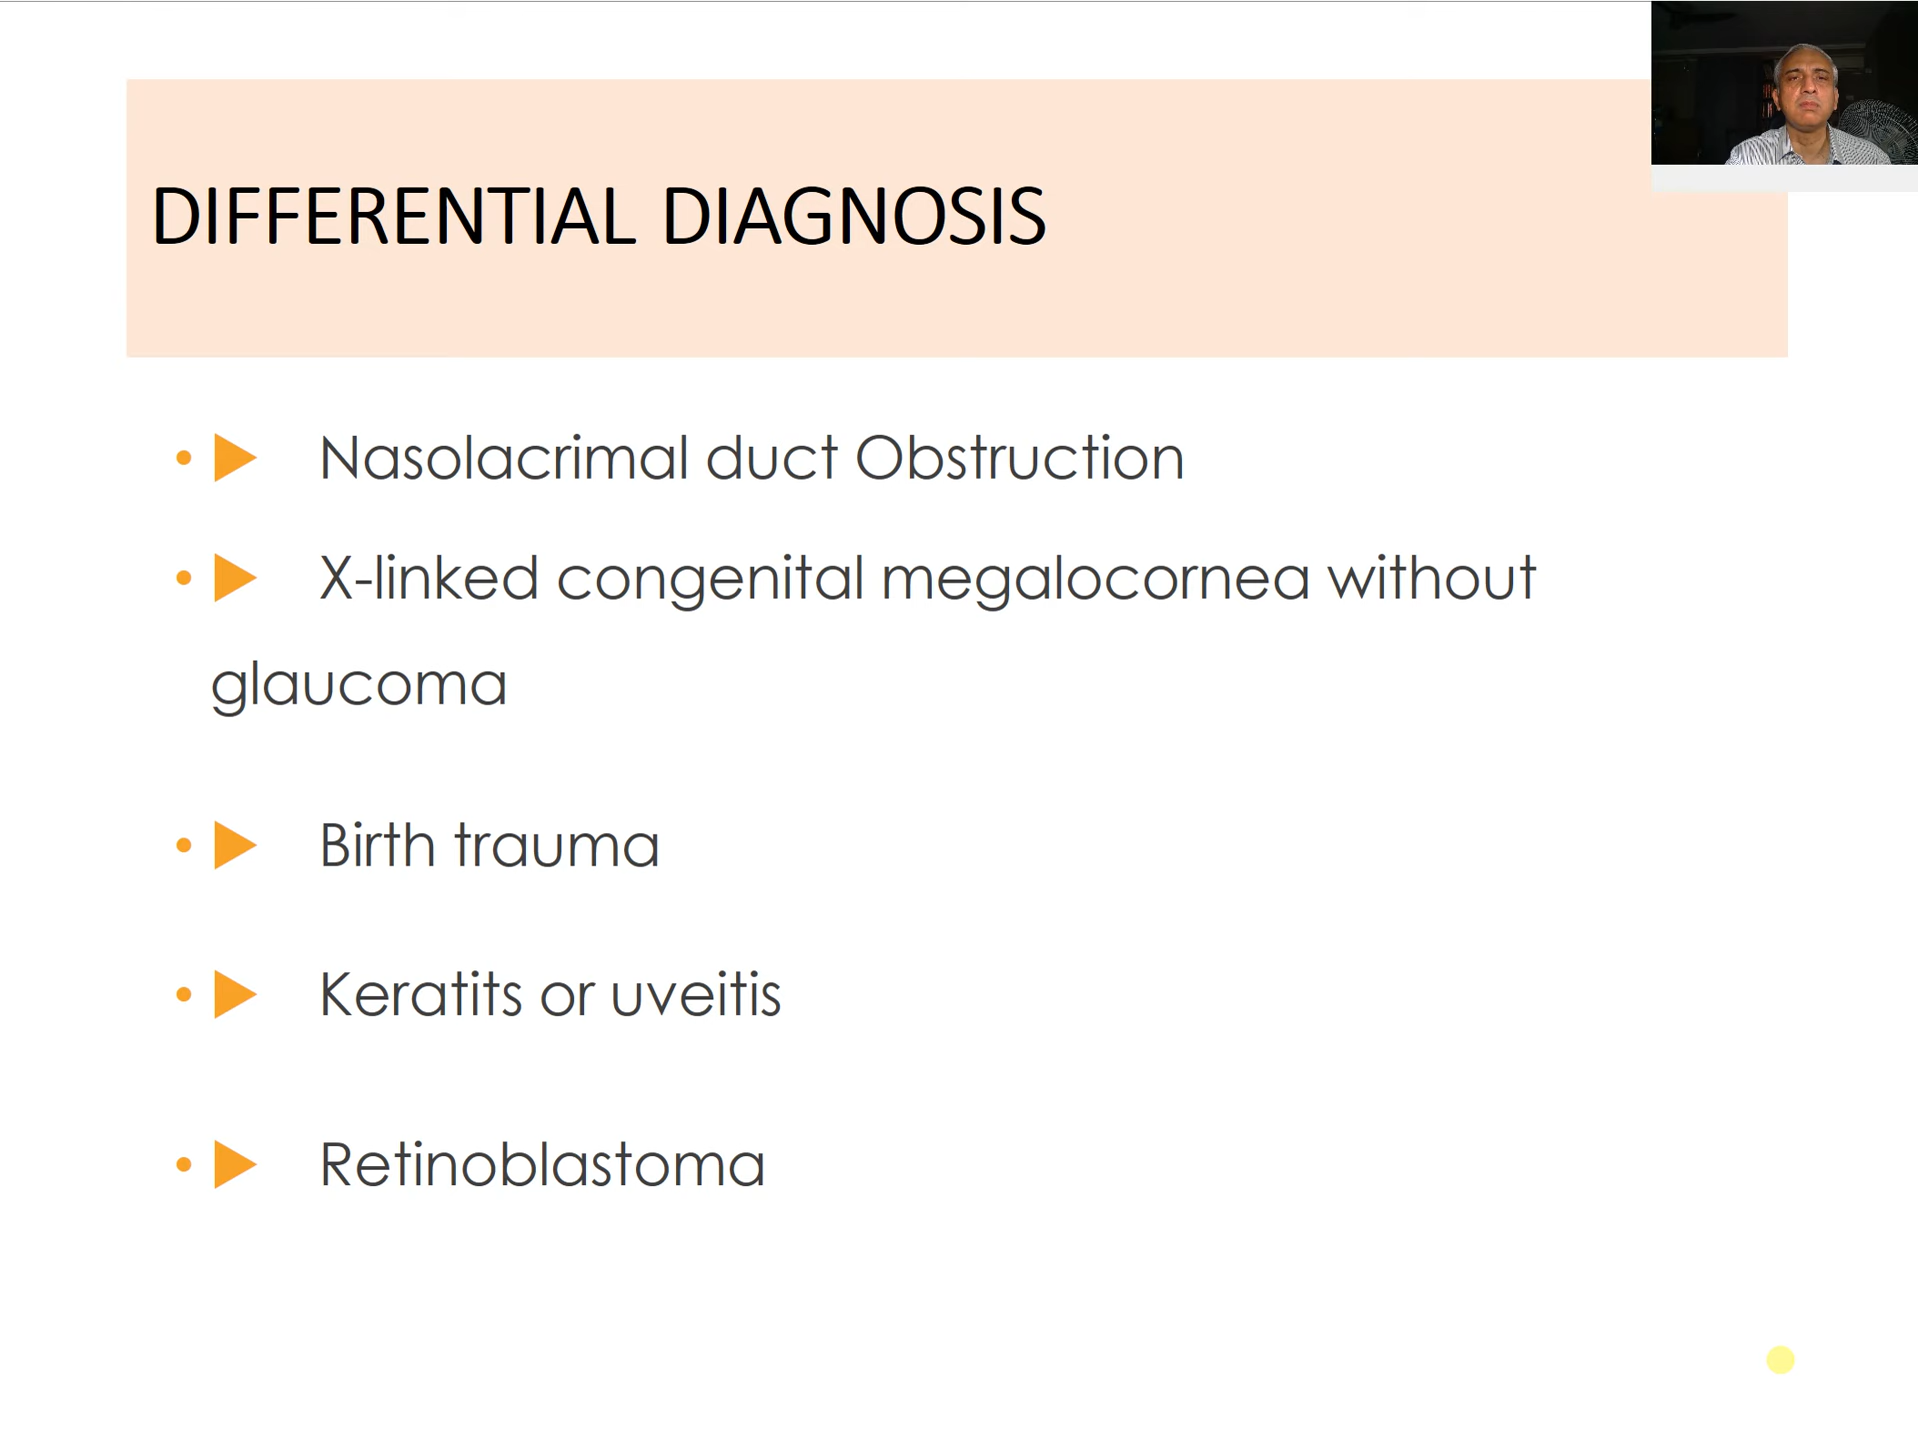 DIFFERENTIAL DIAGNOSIS
• ▶ Nasolacrimal duct Obstruction
• ▶ X-linked congenital megalocornea without
glaucoma
• ▶ Birth trauma
• ▶ Keratits or uveitis
• ▶ Retinoblastoma